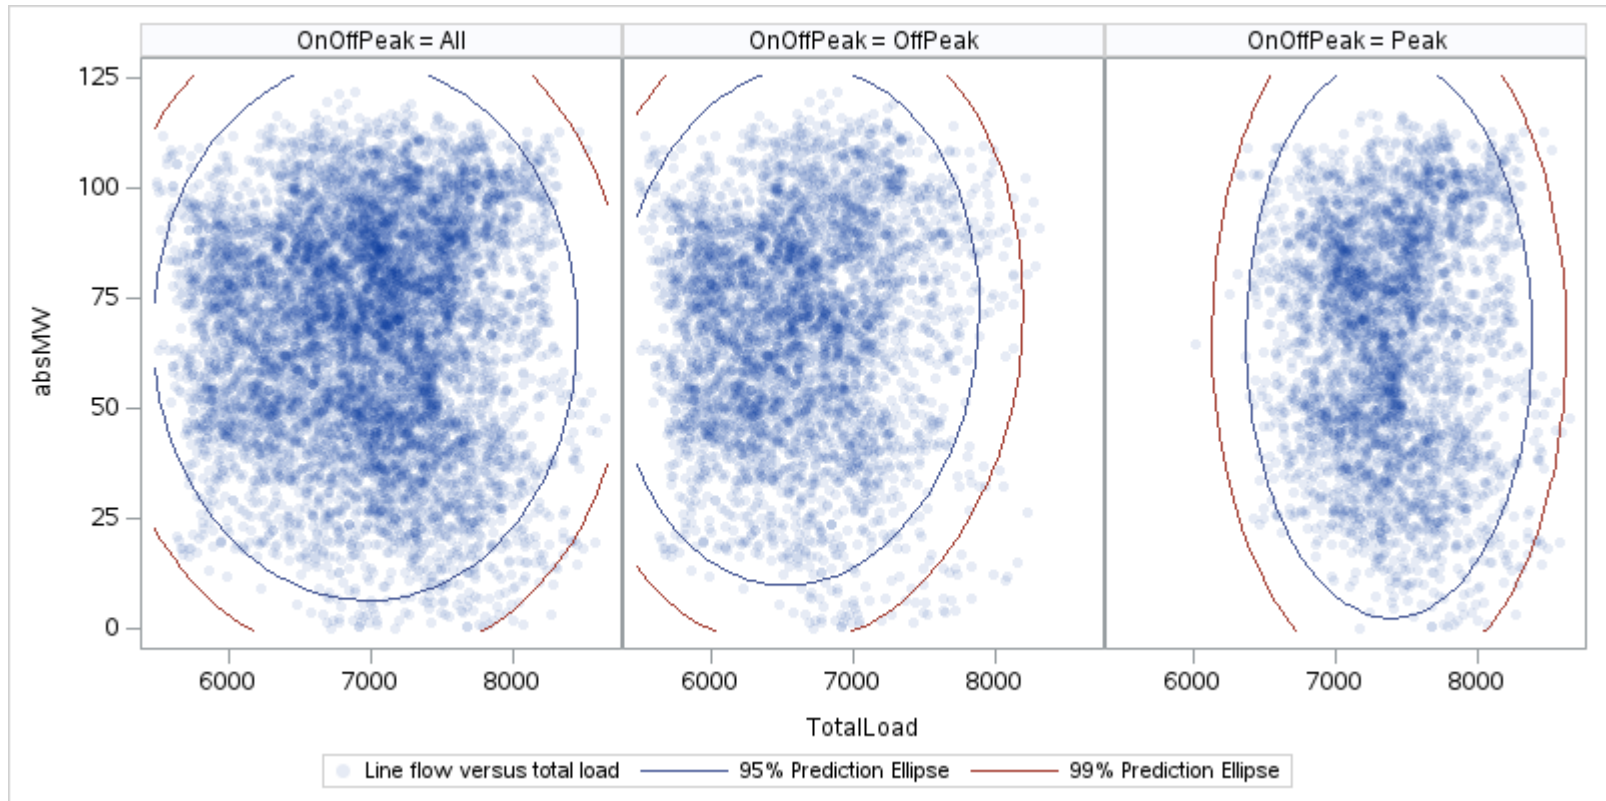 OnOffPeak = All
OnOffPeak = OffPeak
OnOffPeak = Peak
absMW
125
100
75
50
25
0
6000 7000 8000
6000 7000 8000
6000 7000 8000
TotalLoad
Line flow versus total load
95% Prediction Ellipse
99% Prediction Ellipse